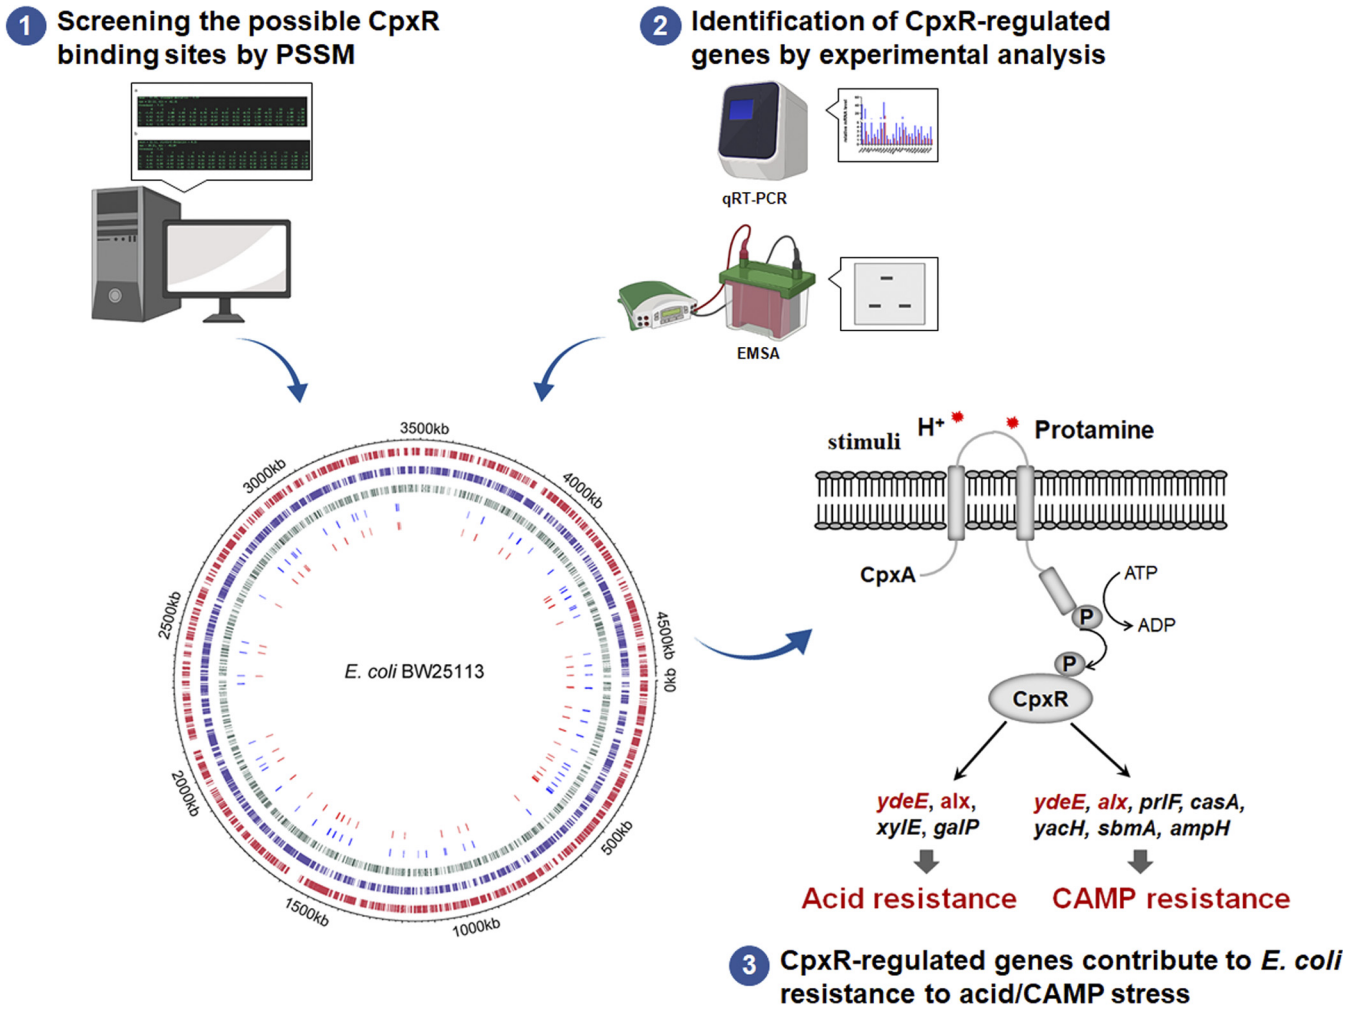 1 Screening the possible CpxR
binding sites by PSSM
2 Identification of CpxR-regulated
genes by experimental analysis
relative mRNA level
qRT-PCR
EMSA
3500kb
3000kb
4000kb
2500kb
4500kb
0kb
E. coli BW25113
2000kb
500kb
1500kb
1000kb
stimuli
H+
Protamine
CpxA
ATP
P
ADP
P
CpxR
ydeE, alx,
xylE, galP
ydeE, alx, prlF, casA,
yacH, sbmA, ampH
Acid resistance
CAMP resistance
3 CpxR-regulated genes contribute to E. coli
resistance to acid/CAMP stress